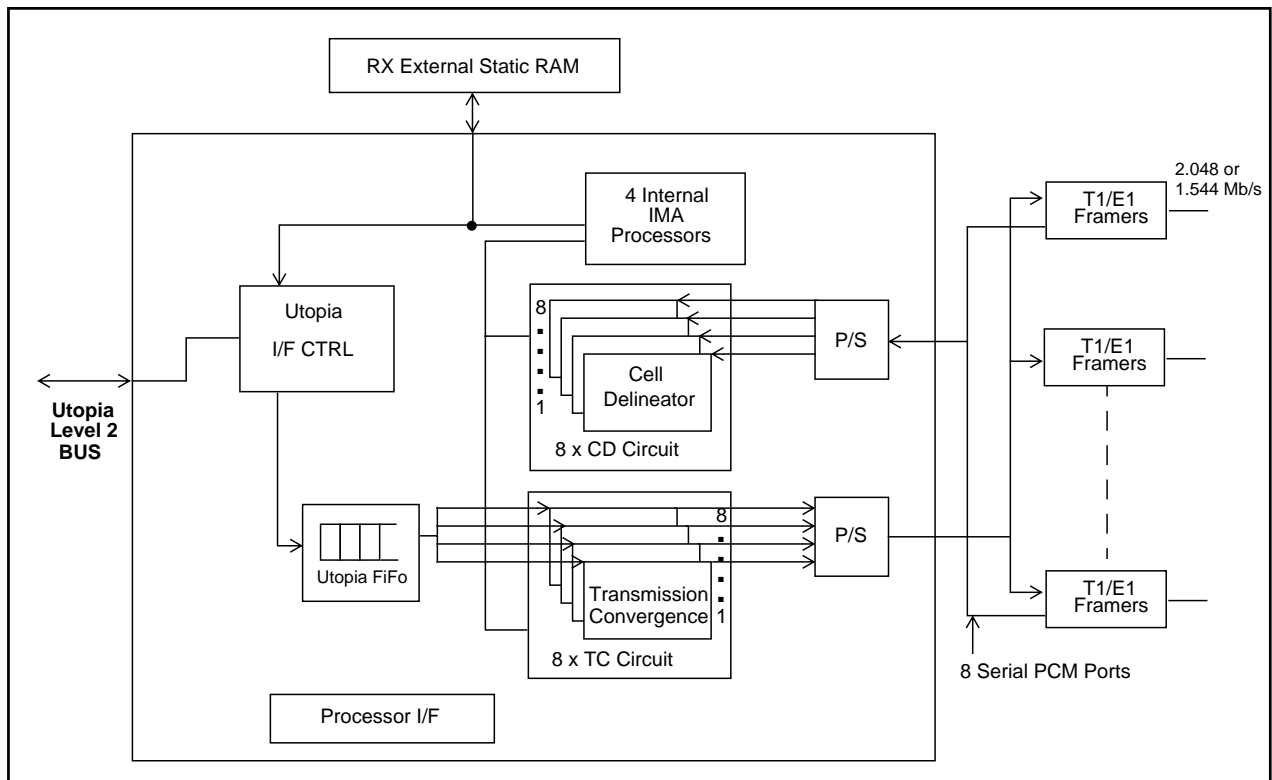 RX External Static RAM
4 Internal
IMA
Processors
2.048 or
1.544 Mb/s
T1/E1
Framers
Utopia
I/F CTRL
8
1
Cell
Delineator
8 x CD Circuit
P/S
T1/E1
Framers
Utopia
Level 2
BUS
Utopia FiFo
8
1
Transmission
Convergence
8 x TC Circuit
P/S
T1/E1
Framers
8 Serial PCM Ports
Processor I/F